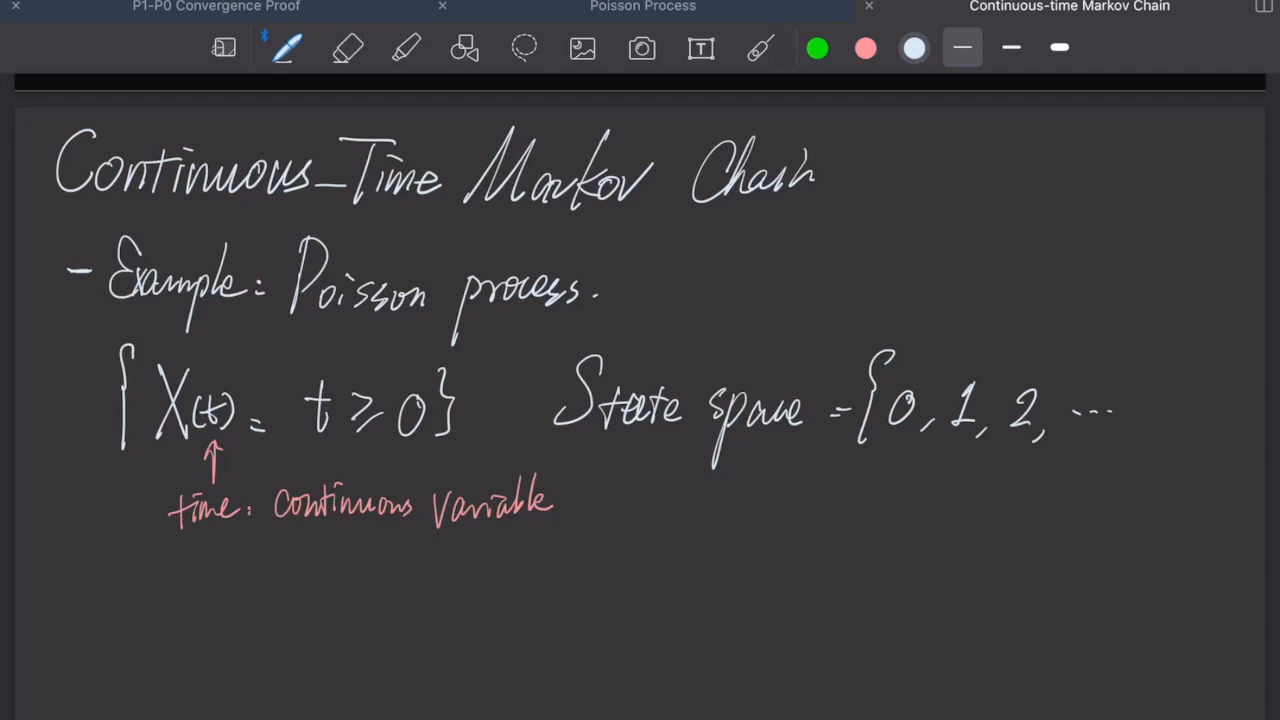 P1-P0 Convergence Proof Poisson Process Continuous-time Markov Chain
T
Continuous-Time Markov Chain
- Example: Poisson process.
{X(t): t ≥ 0} State space = {0, 1, 2, ...
time: continuous variable